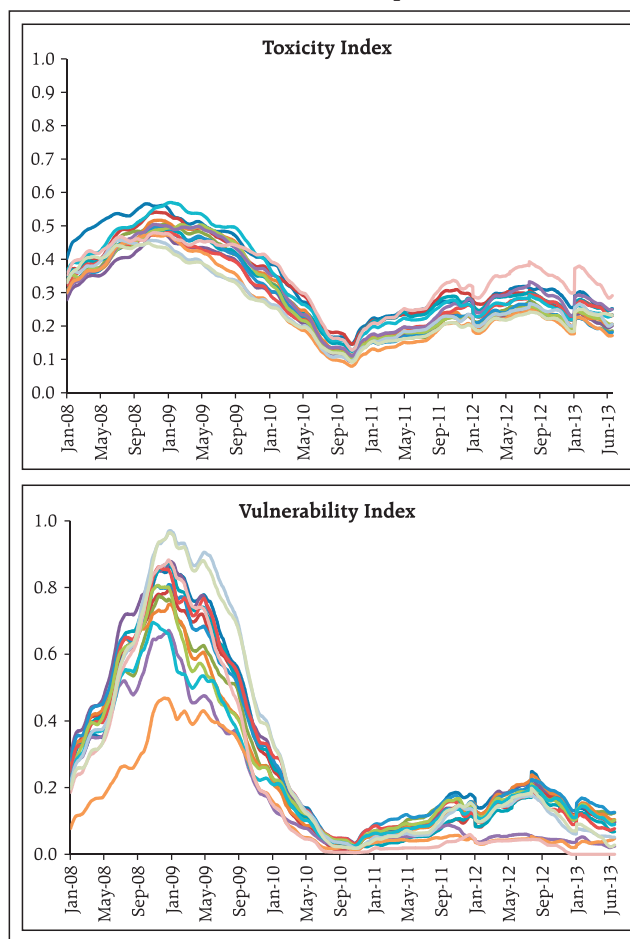 Toxicity Index
1.0
0.9
0.8
0.7
0.6
0.5
0.4
0.3
0.2
0.1
0.0
Jan-08
May-08
Sep-08
Jan-09
May-09
Sep-09
Jan-10
May-10
Sep-10
Jan-11
May-11
Sep-11
Jan-12
May-12
Sep-12
Jan-13
Jun-13
Vulnerability Index
1.0
0.8
0.6
0.4
0.2
0.0
Jan-08
May-08
Sep-08
Jan-09
May-09
Sep-09
Jan-10
May-10
Sep-10
Jan-11
May-11
Sep-11
Jan-12
May-12
Sep-12
Jan-13
Jun-13